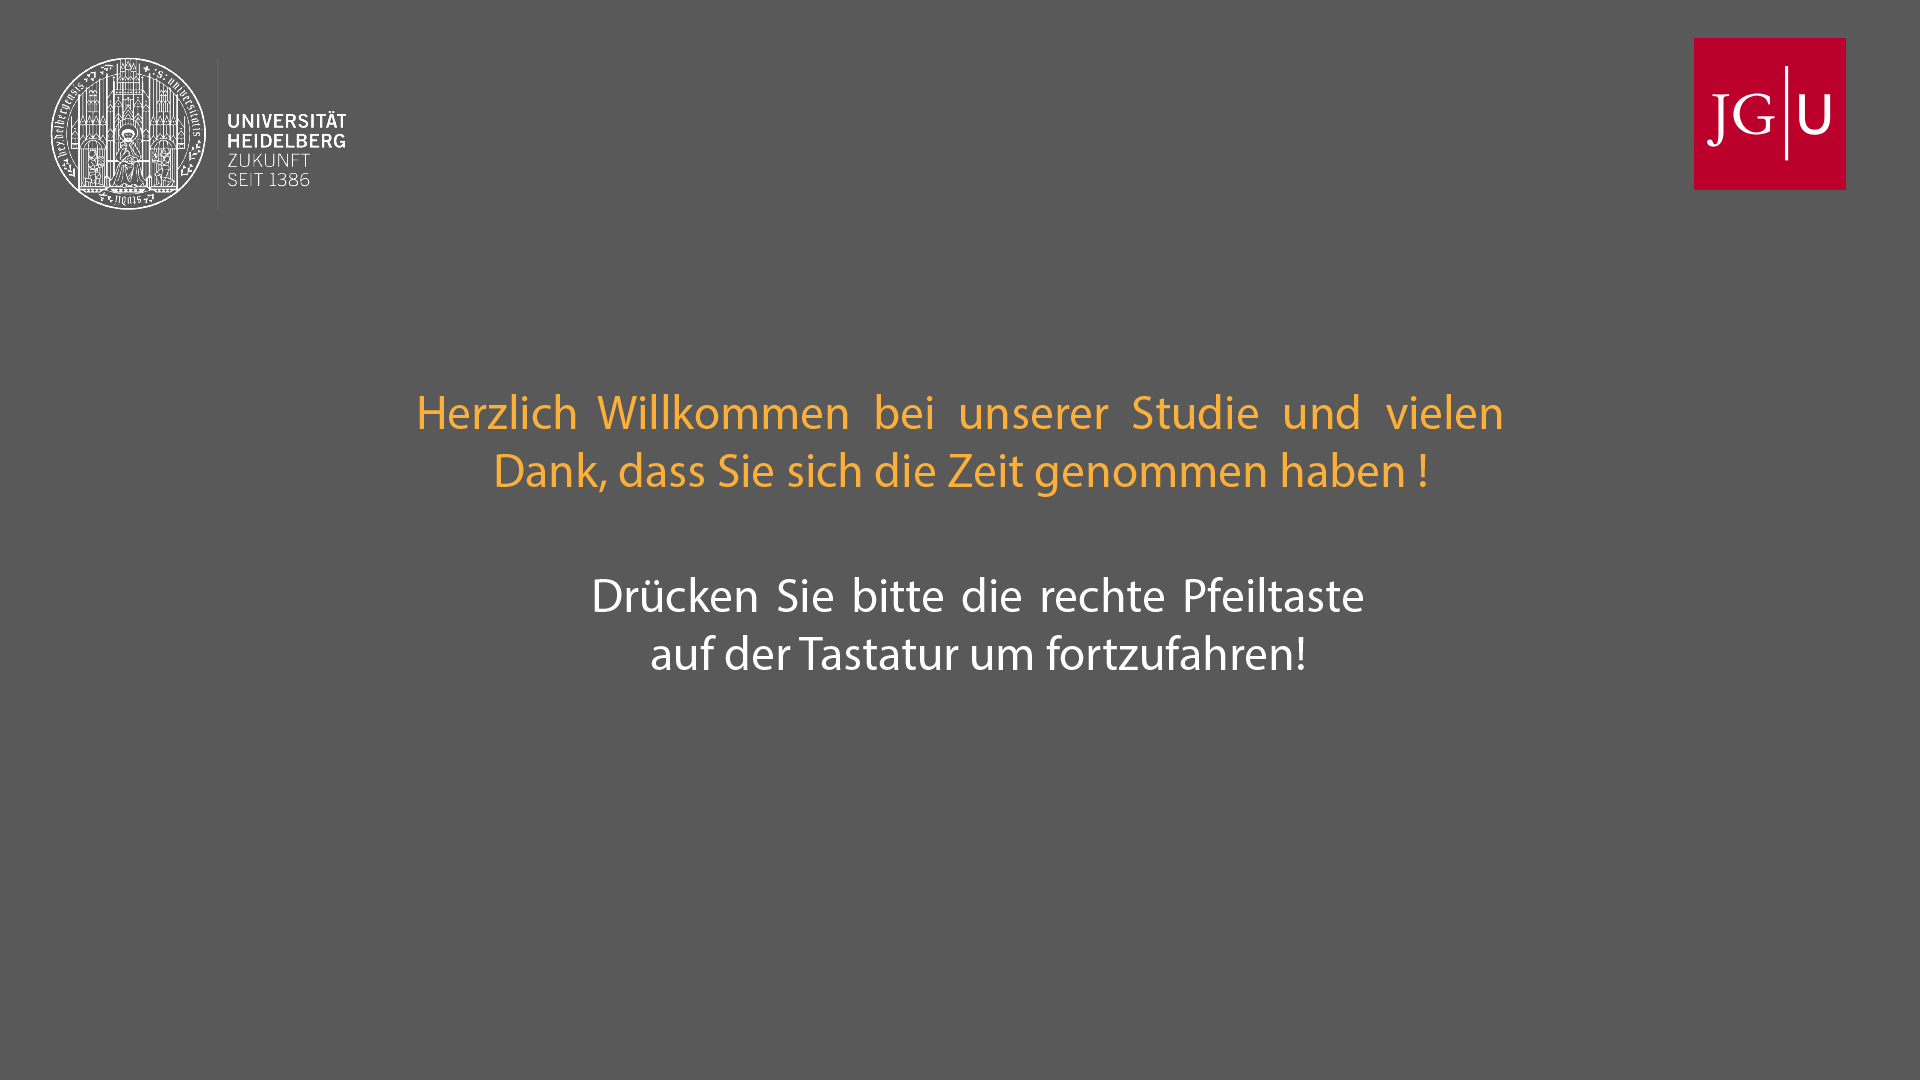 UNIVERSITÄT
HEIDELBERG
ZUKUNFT
SEIT 1386
JG|U
Herzlich Willkommen bei unserer Studie und vielen
Dank, dass Sie sich die Zeit genommen haben !
Drücken Sie bitte die rechte Pfeiltaste
auf der Tastatur um fortzufahren!